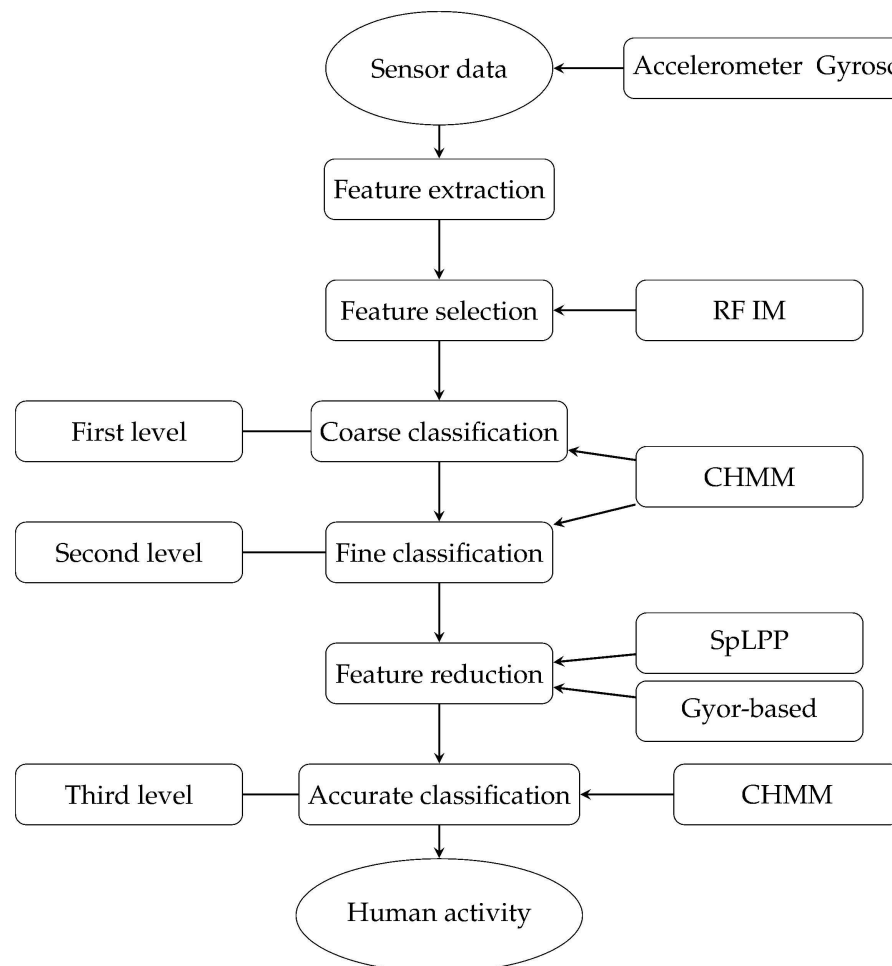 Sensor data
Accelerometer Gyrosc
Feature extraction
Feature selection
RF IM
First level
Coarse classification
CHMM
Second level
Fine classification
SpLPP
Feature reduction
Gyor-based
Third level
Accurate classification
CHMM
Human activity